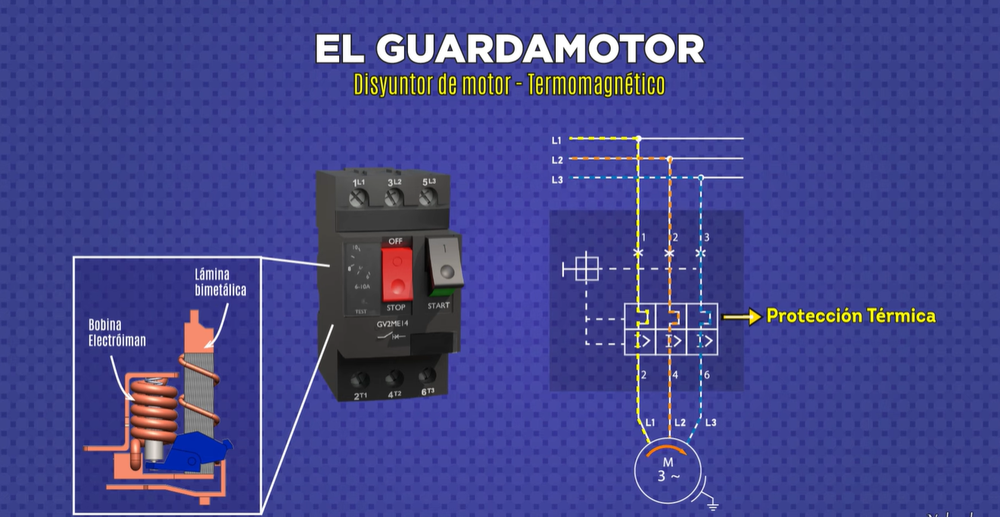 EL GUARDAMOTOR
Disyuntor de motor - Termomagnético
L1
L2
L3
1L1 3L2 5L3
OFF
I
6-10A
TEST
STOP
START
GV2ME14
2T1 4T2 6T3
Lámina
bimetálica
Bobina
Electróiman
1 2 3
Protección Térmica
I> I> I>
2 4 6
L1 L2 L3
M
3 ~